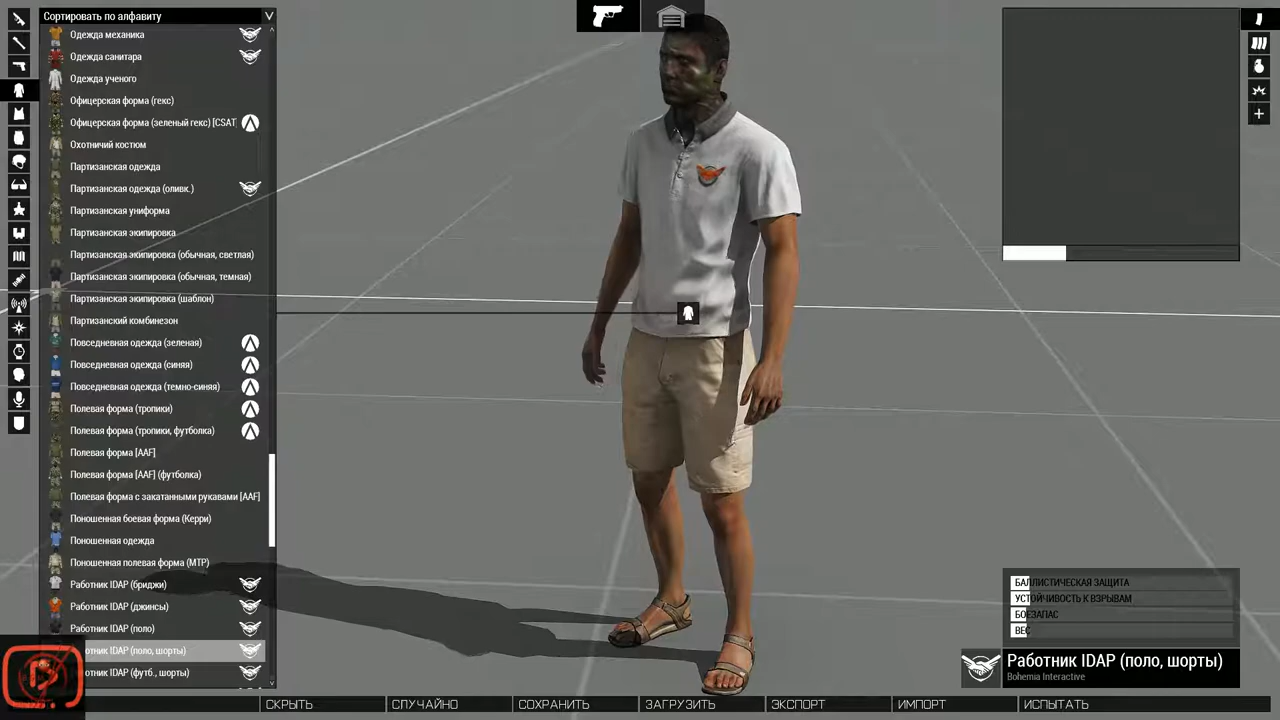 Сортировать по алфавиту
Одежда механика
Одежда санитара
Одежда ученого
Офицерская форма (гекс)
Офицерская форма (зеленый гекс) [CSAT
Охотничий костюм
Партизанская одежда
Партизанская одежда (оливк.)
Партизанская униформа
Партизанская экипировка
Партизанская экипировка (обычная, светлая)
Партизанская экипировка (обычная, темная)
Партизанская экипировка (шаблон)
Партизанский комбинезон
Повседневная одежда (зеленая)
Повседневная одежда (синяя)
Повседневная одежда (темно-синяя)
Полевая форма (тропики)
Полевая форма (тропики, футболка)
Полевая форма [AAF]
Полевая форма [AAF] (футболка)
Полевая форма с закатанными рукавами [AAF]
Поношенная боевая форма (Керри)
Поношенная одежда
Поношенная полевая форма (MTP)
Работник IDAP (бриджи)
Работник IDAP (джинсы)
Работник IDAP (поло)
ботник IDAP (поло, шорты)
ботник IDAP (футб., шорты)
БАЛЛИСТИЧЕСКАЯ ЗАЩИТА
УСТОЙЧИВОСТЬ К ВЗРЫВАМ
БОЕЗАПАС
ВЕС
Работник IDAP (поло, шорты)
Bohemia Interactive
СКРЫТЬ
СЛУЧАЙНО
СОХРАНИТЬ
ЗАГРУЗИТЬ
ЭКСПОРТ
ИМПОРТ
ИСПЫТАТЬ